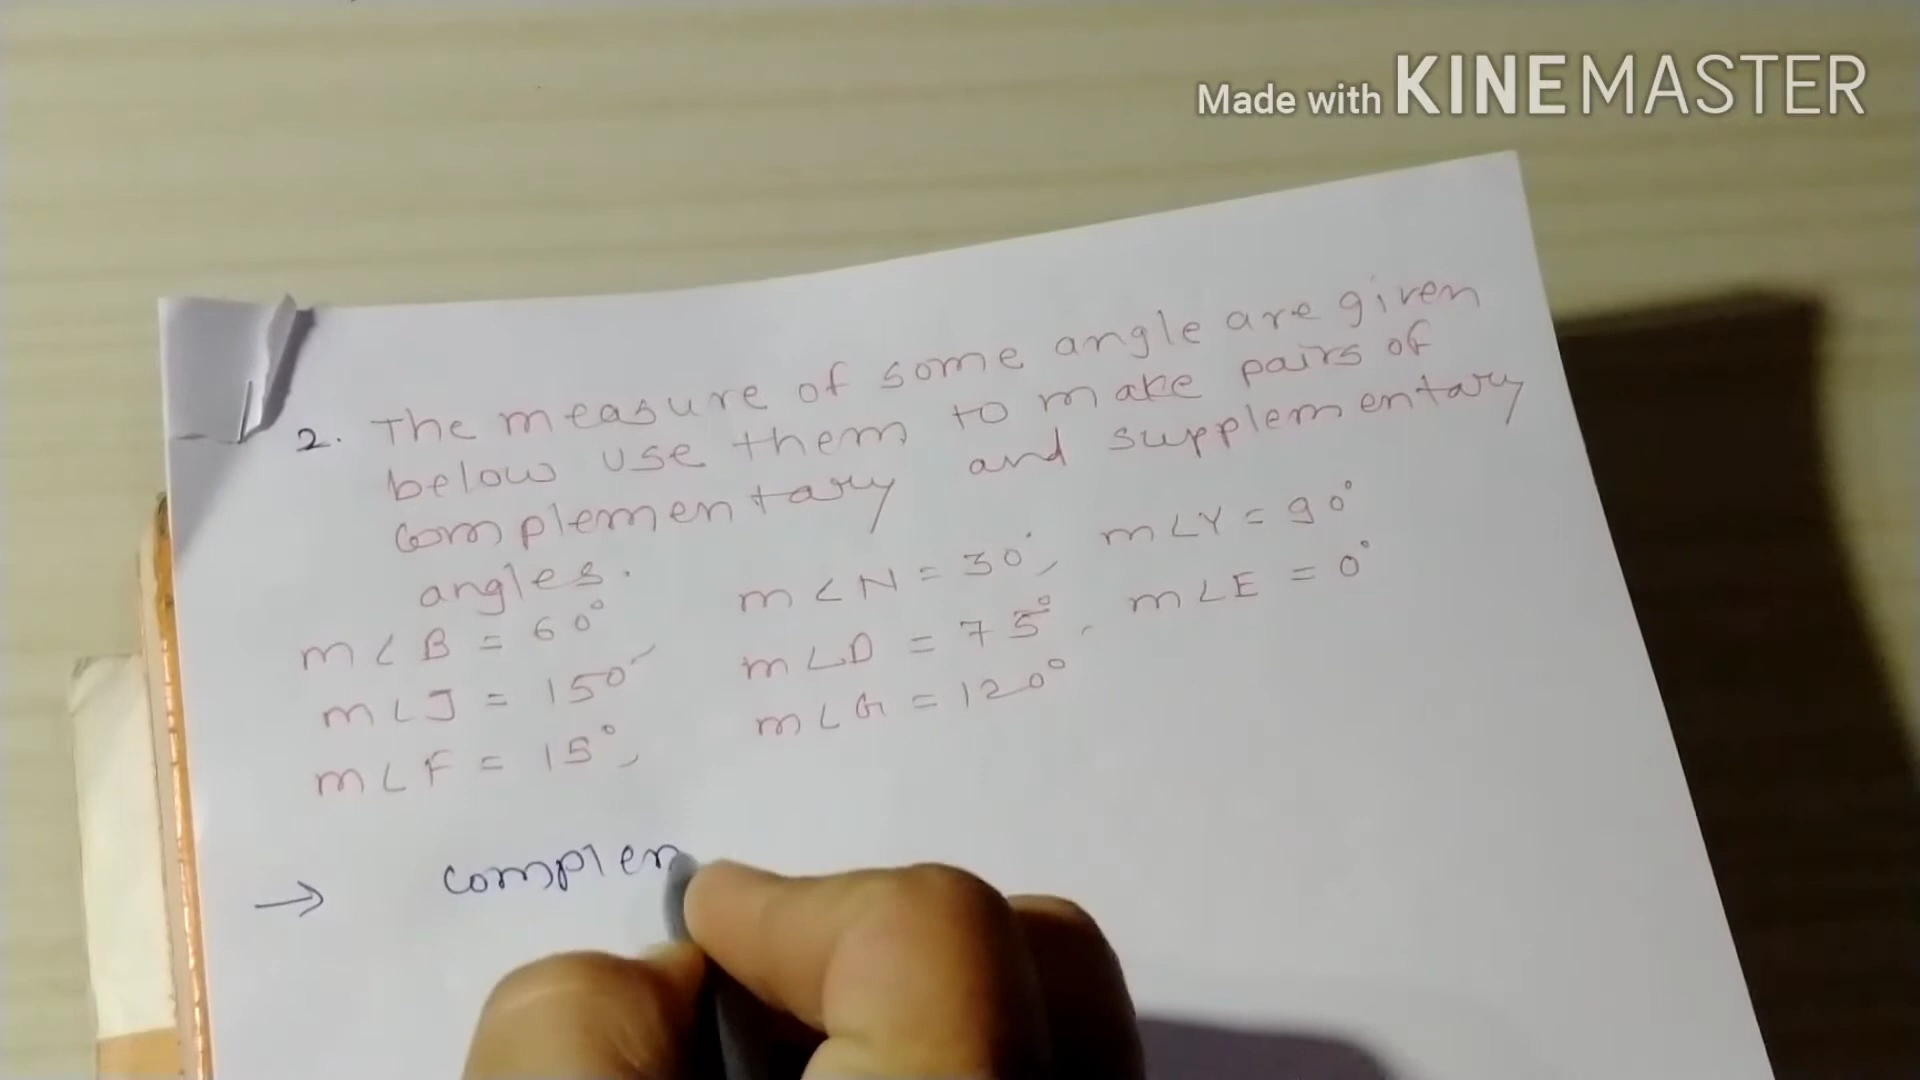 Made with KINEMASTER
2. The measure of some angle are given
below use them to make pairs of
complementary and supplementary
angles.
m∠B = 60° m∠N = 30°, m∠Y = 90°
m∠J = 150° m∠D = 75°, m∠E = 0°
m∠F = 15°, m∠G = 120°
→ complem